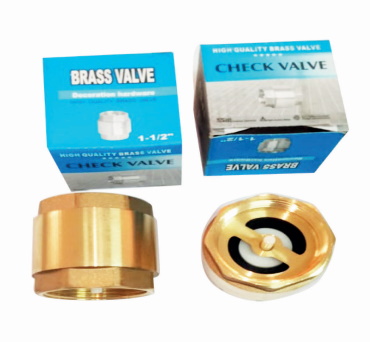 BRASS VALVE
Decoration hardware
1-1/2"
HIGH QUALITY BRASS VALVE
CHECK VALVE
HIGH QUALITY BRASS VALVE
CHECK VALVE
1-1/2"
BRASS VALVE